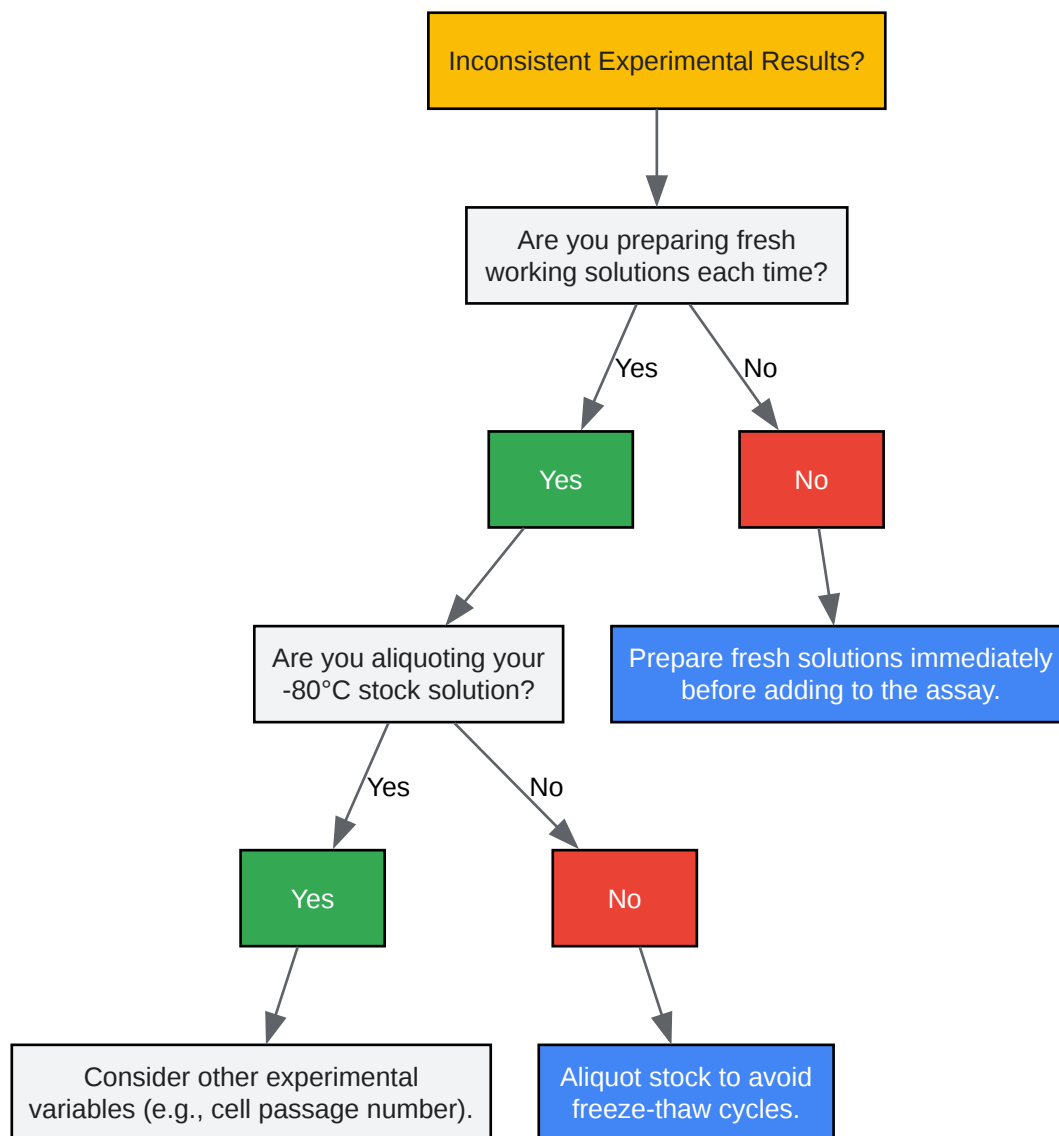 Inconsistent Experimental Results?
Are you preparing fresh
working solutions each time?
Yes
No
Yes
No
Are you aliquoting your
-80°C stock solution?
Prepare fresh solutions immediately
before adding to the assay.
Yes
No
Yes
No
Consider other experimental
variables (e.g., cell passage number).
Aliquot stock to avoid
freeze-thaw cycles.